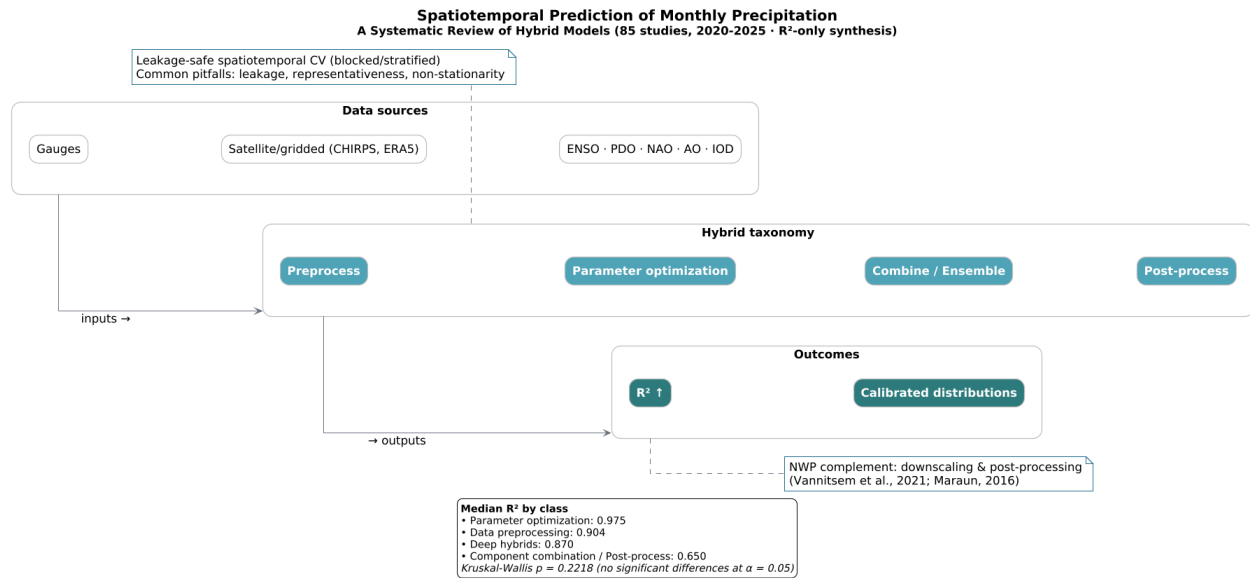 Spatiotemporal Prediction of Monthly Precipitation
A Systematic Review of Hybrid Models (85 studies, 2020-2025 · R²-only synthesis)
Leakage-safe spatiotemporal CV (blocked/stratified)
Common pitfalls: leakage, representativeness, non-stationarity
Data sources
Gauges
Satellite/gridded (CHIRPS, ERA5)
ENSO · PDO · NAO · AO · IOD
Hybrid taxonomy
Preprocess
Parameter optimization
Combine / Ensemble
Post-process
inputs →
Outcomes
R² ↑
Calibrated distributions
→ outputs
NWP complement: downscaling & post-processing
(Vannitsem et al., 2021; Maraun, 2016)
Median R² by class
• Parameter optimization: 0.975
• Data preprocessing: 0.904
• Deep hybrids: 0.870
• Component combination / Post-process: 0.650
Kruskal-Wallis p = 0.2218 (no significant differences at α = 0.05)